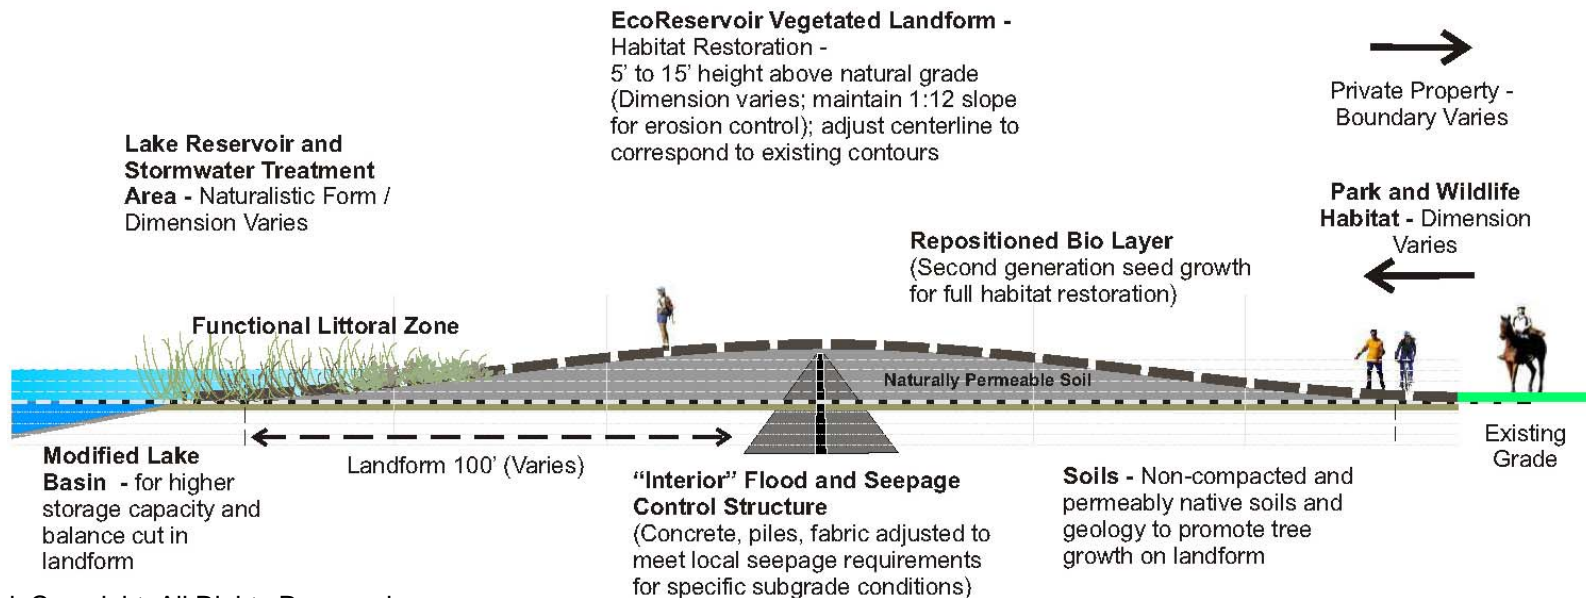 EcoReservoir Vegetated Landform -
Habitat Restoration -
5' to 15' height above natural grade
(Dimension varies; maintain 1:12 slope
for erosion control); adjust centerline to
correspond to existing contours
Private Property -
Boundary Varies
Lake Reservoir and
Stormwater Treatment
Area - Naturalistic Form /
Dimension Varies
Park and Wildlife
Habitat - Dimension
Varies
Repositioned Bio Layer
(Second generation seed growth
for full habitat restoration)
Functional Littoral Zone
Naturally Permeable Soil
Modified Lake
Basin - for higher
storage capacity and
balance cut in
landform
Landform 100' (Varies)
“Interior” Flood and Seepage
Control Structure
(Concrete, piles, fabric adjusted to
meet local seepage requirements
for specific subgrade conditions)
Soils - Non-compacted and
permeably native soils and
geology to promote tree
growth on landform
Existing
Grade